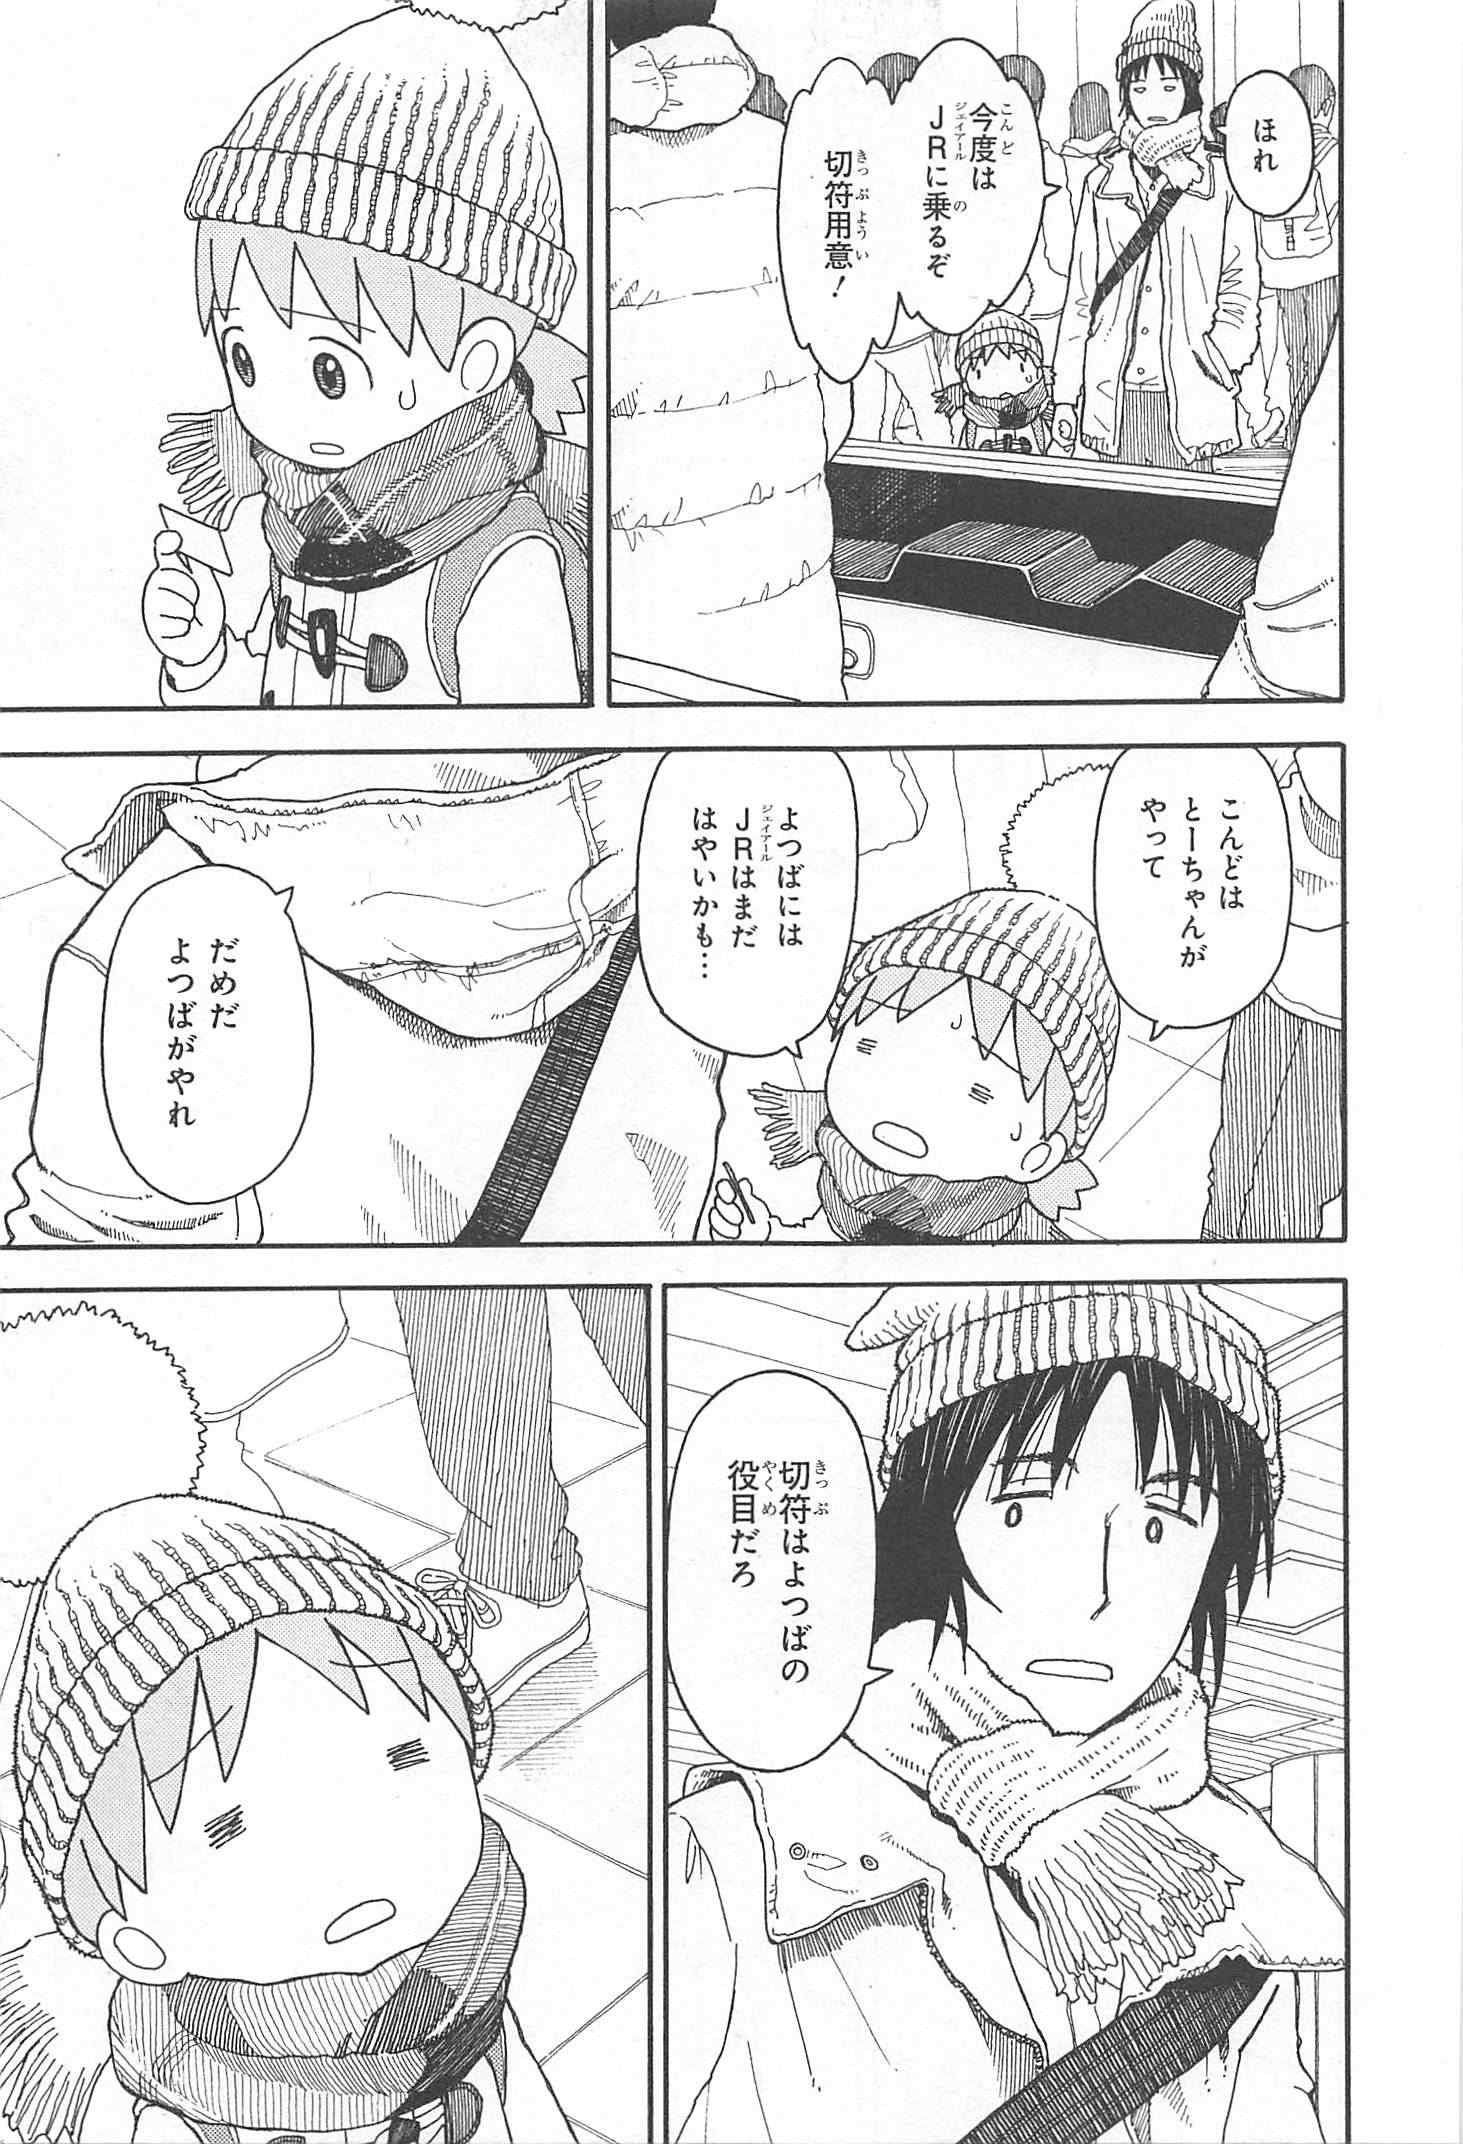 ほれ
今度は
JRに乗るぞ
切符用意!
こんどは
とーちゃんが
やって
よつばには
JRはまだ
はやいかも…
だめだ
よつばがやれ
切符はよつばの
役目だろ